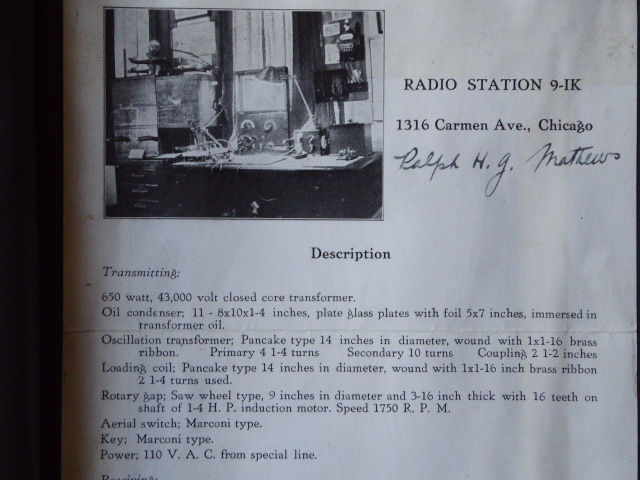 RADIO STATION 9-IK
1316 Carmen Ave., Chicago
Ralph H. G. Mathews
Description
Transmitting:
650 watt, 43,000 volt closed core transformer.
Oil condenser; 11 - 8x10x1-4 inches, plate glass plates with foil 5x7 inches, immersed in
transformer oil.
Oscillation transformer; Pancake type 14 inches in diameter, wound with 1x1-16 brass
ribbon. Primary 4 1-4 turns Secondary 10 turns Coupling 2 1-2 inches
Loading coil; Pancake type 14 inches in diameter, wound with 1x1-16 inch brass ribbon
2 1-4 turns used.
Rotary gap; Saw wheel type, 9 inches in diameter and 3-16 inch thick with 16 teeth on
shaft of 1-4 H. P. induction motor. Speed 1750 R. P. M.
Aerial switch; Marconi type.
Key; Marconi type.
Power; 110 V. A. C. from special line.
Receiving: